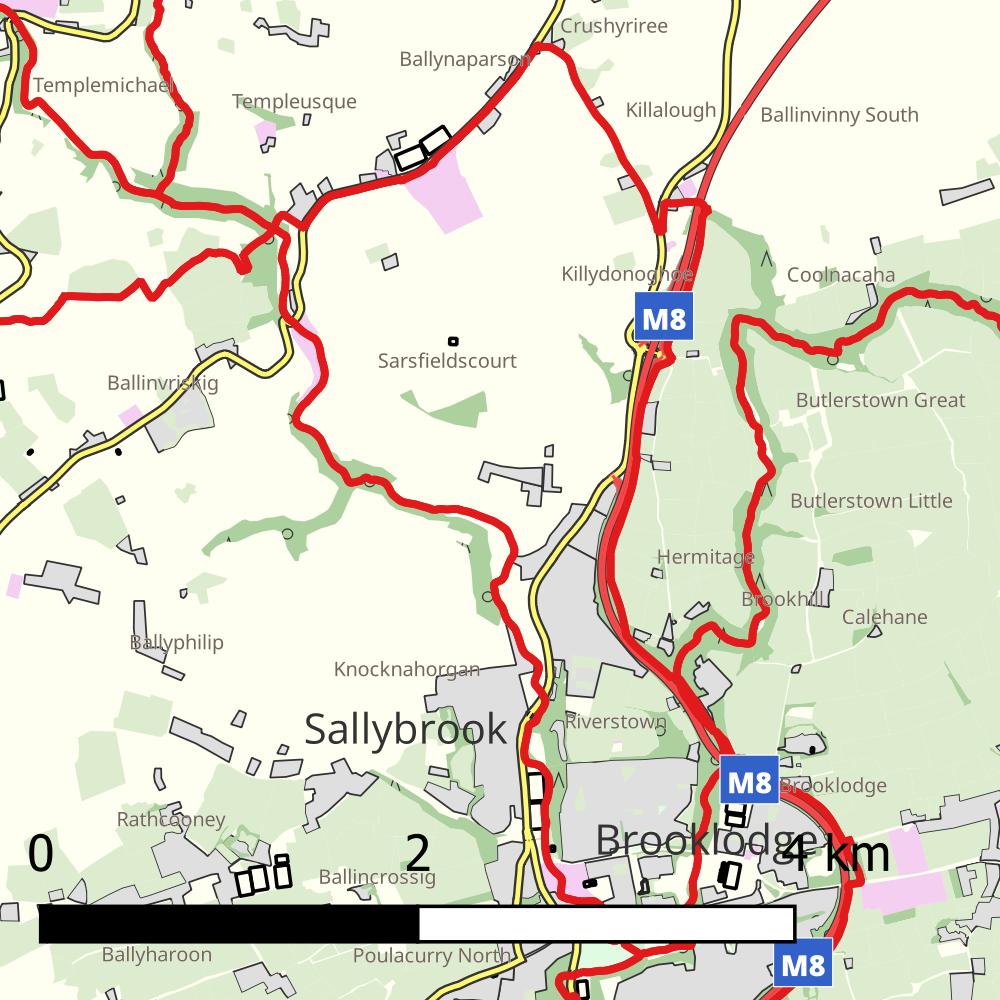 Crushyriree
Ballynaparson
Templemichael
Templeusque
Killalough
Ballinvinny South
Killydonoghoe
Coolnacaha
M8
Sarsfieldscourt
Ballinvriskig
Butlerstown Great
Butlerstown Little
Hermitage
Brookhill
Calehane
Ballyphilip
Knocknahorgan
Sallybrook
Riverstown
M8
Brooklodge
Rathcooney
Brooklodge
0 2 4 km
Ballincrossig
Ballyharoon
Poulacurry North
M8